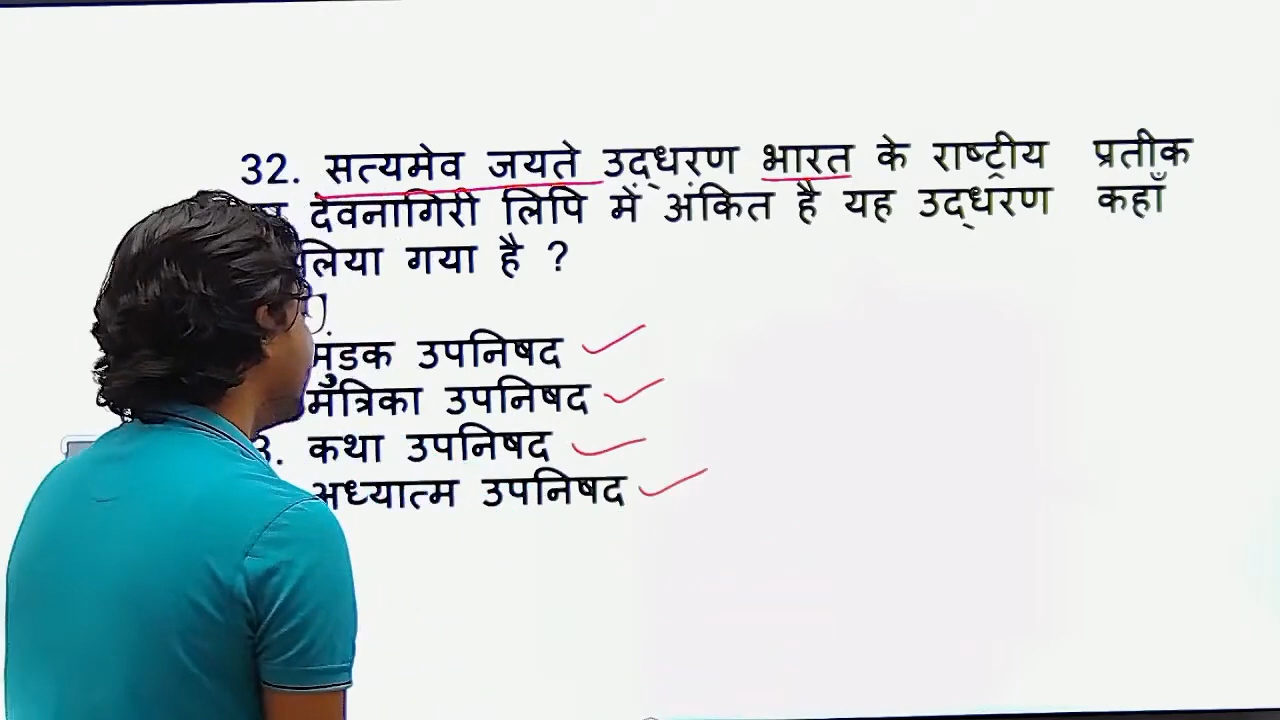 32. सत्यमेव जयते उद्धरण भारत के राष्ट्रीय प्रतीक
देवनागिरी लिपि में अंकित है यह उद्धरण कहाँ
लिया गया है ?
मुंडक उपनिषद
मंत्रिका उपनिषद
3. कथा उपनिषद
अध्यात्म उपनिषद